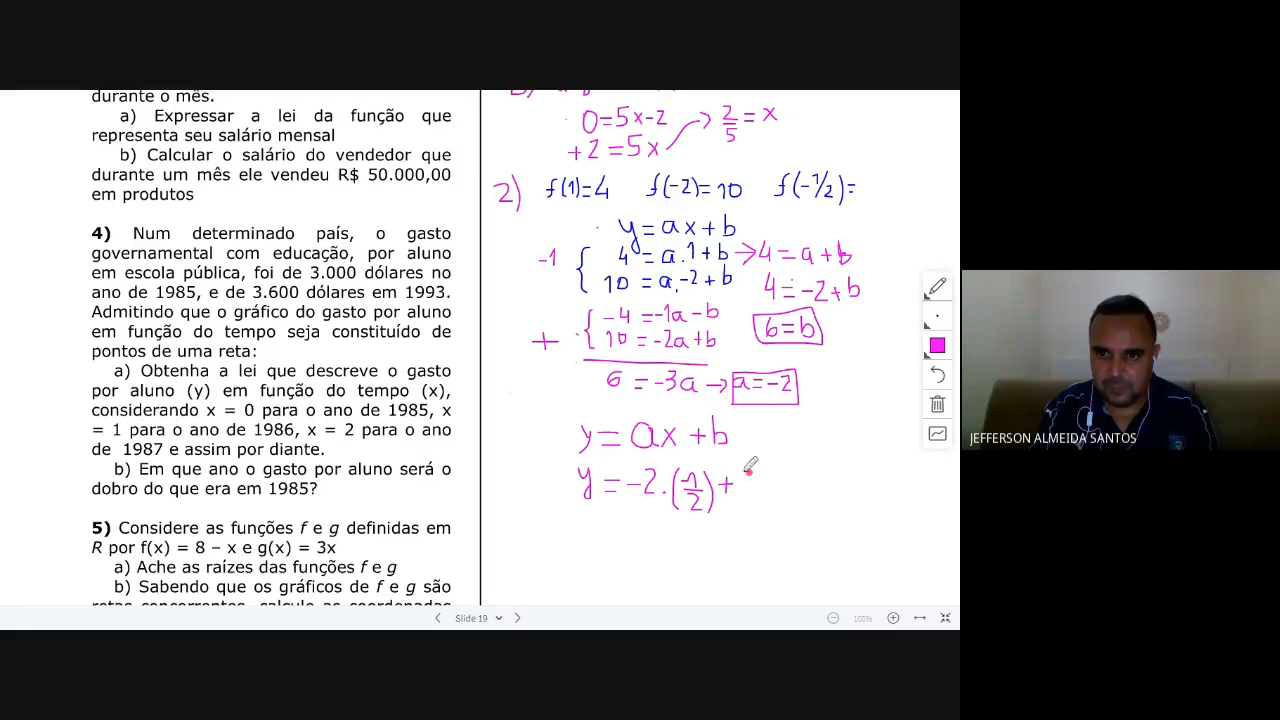 durante o mês.
a) Expressar a lei da função que
representa seu salário mensal
b) Calcular o salário do vendedor que
durante um mês ele vendeu R$ 50.000,00
em produtos
4) Num determinado país, o gasto
governamental com educação, por aluno
em escola pública, foi de 3.000 dólares no
ano de 1985, e de 3.600 dólares em 1993.
Admitindo que o gráfico do gasto por aluno
em função do tempo seja constituído de
pontos de uma reta:
a) Obtenha a lei que descreve o gasto
por aluno (y) em função do tempo (x),
considerando x = 0 para o ano de 1985, x
= 1 para o ano de 1986, x = 2 para o ano
de 1987 e assim por diante.
b) Em que ano o gasto por aluno será o
dobro do que era em 1985?
5) Considere as funções f e g definidas em
R por f(x) = 8 – x e g(x) = 3x
a) Ache as raízes das funções f e g
b) Sabendo que os gráficos de f e g são
retas concorrentes, calcule as coordenadas
0=5x-2 → 2/5 = x
+2=5x
2) f(1)=4 f(-2)=10 f(-1/2)=
y=ax+b
-1 { 4=a.1+b → 4=a+b
10=a.-2+b 4=-2+b
+ { -4=-1a-b 6=b
10=-2a+b
6=-3a → a=-2
y=ax+b
y=-2.(-1/2)+
Slide 19
100%
JEFFERSON ALMEIDA SANTOS